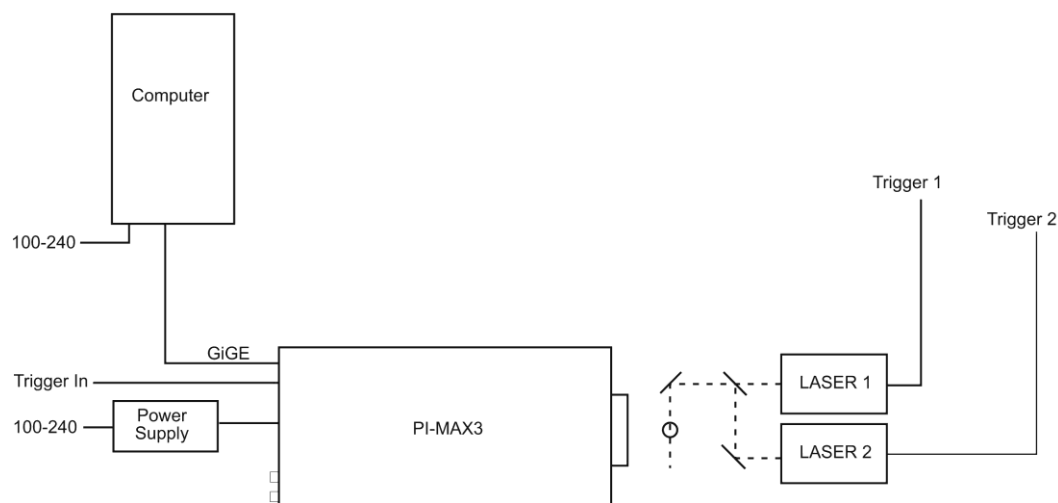 Computer
Trigger 1
Trigger 2
100-240
GiGE
Trigger In
LASER 1
100-240
Power
Supply
PI-MAX3
LASER 2